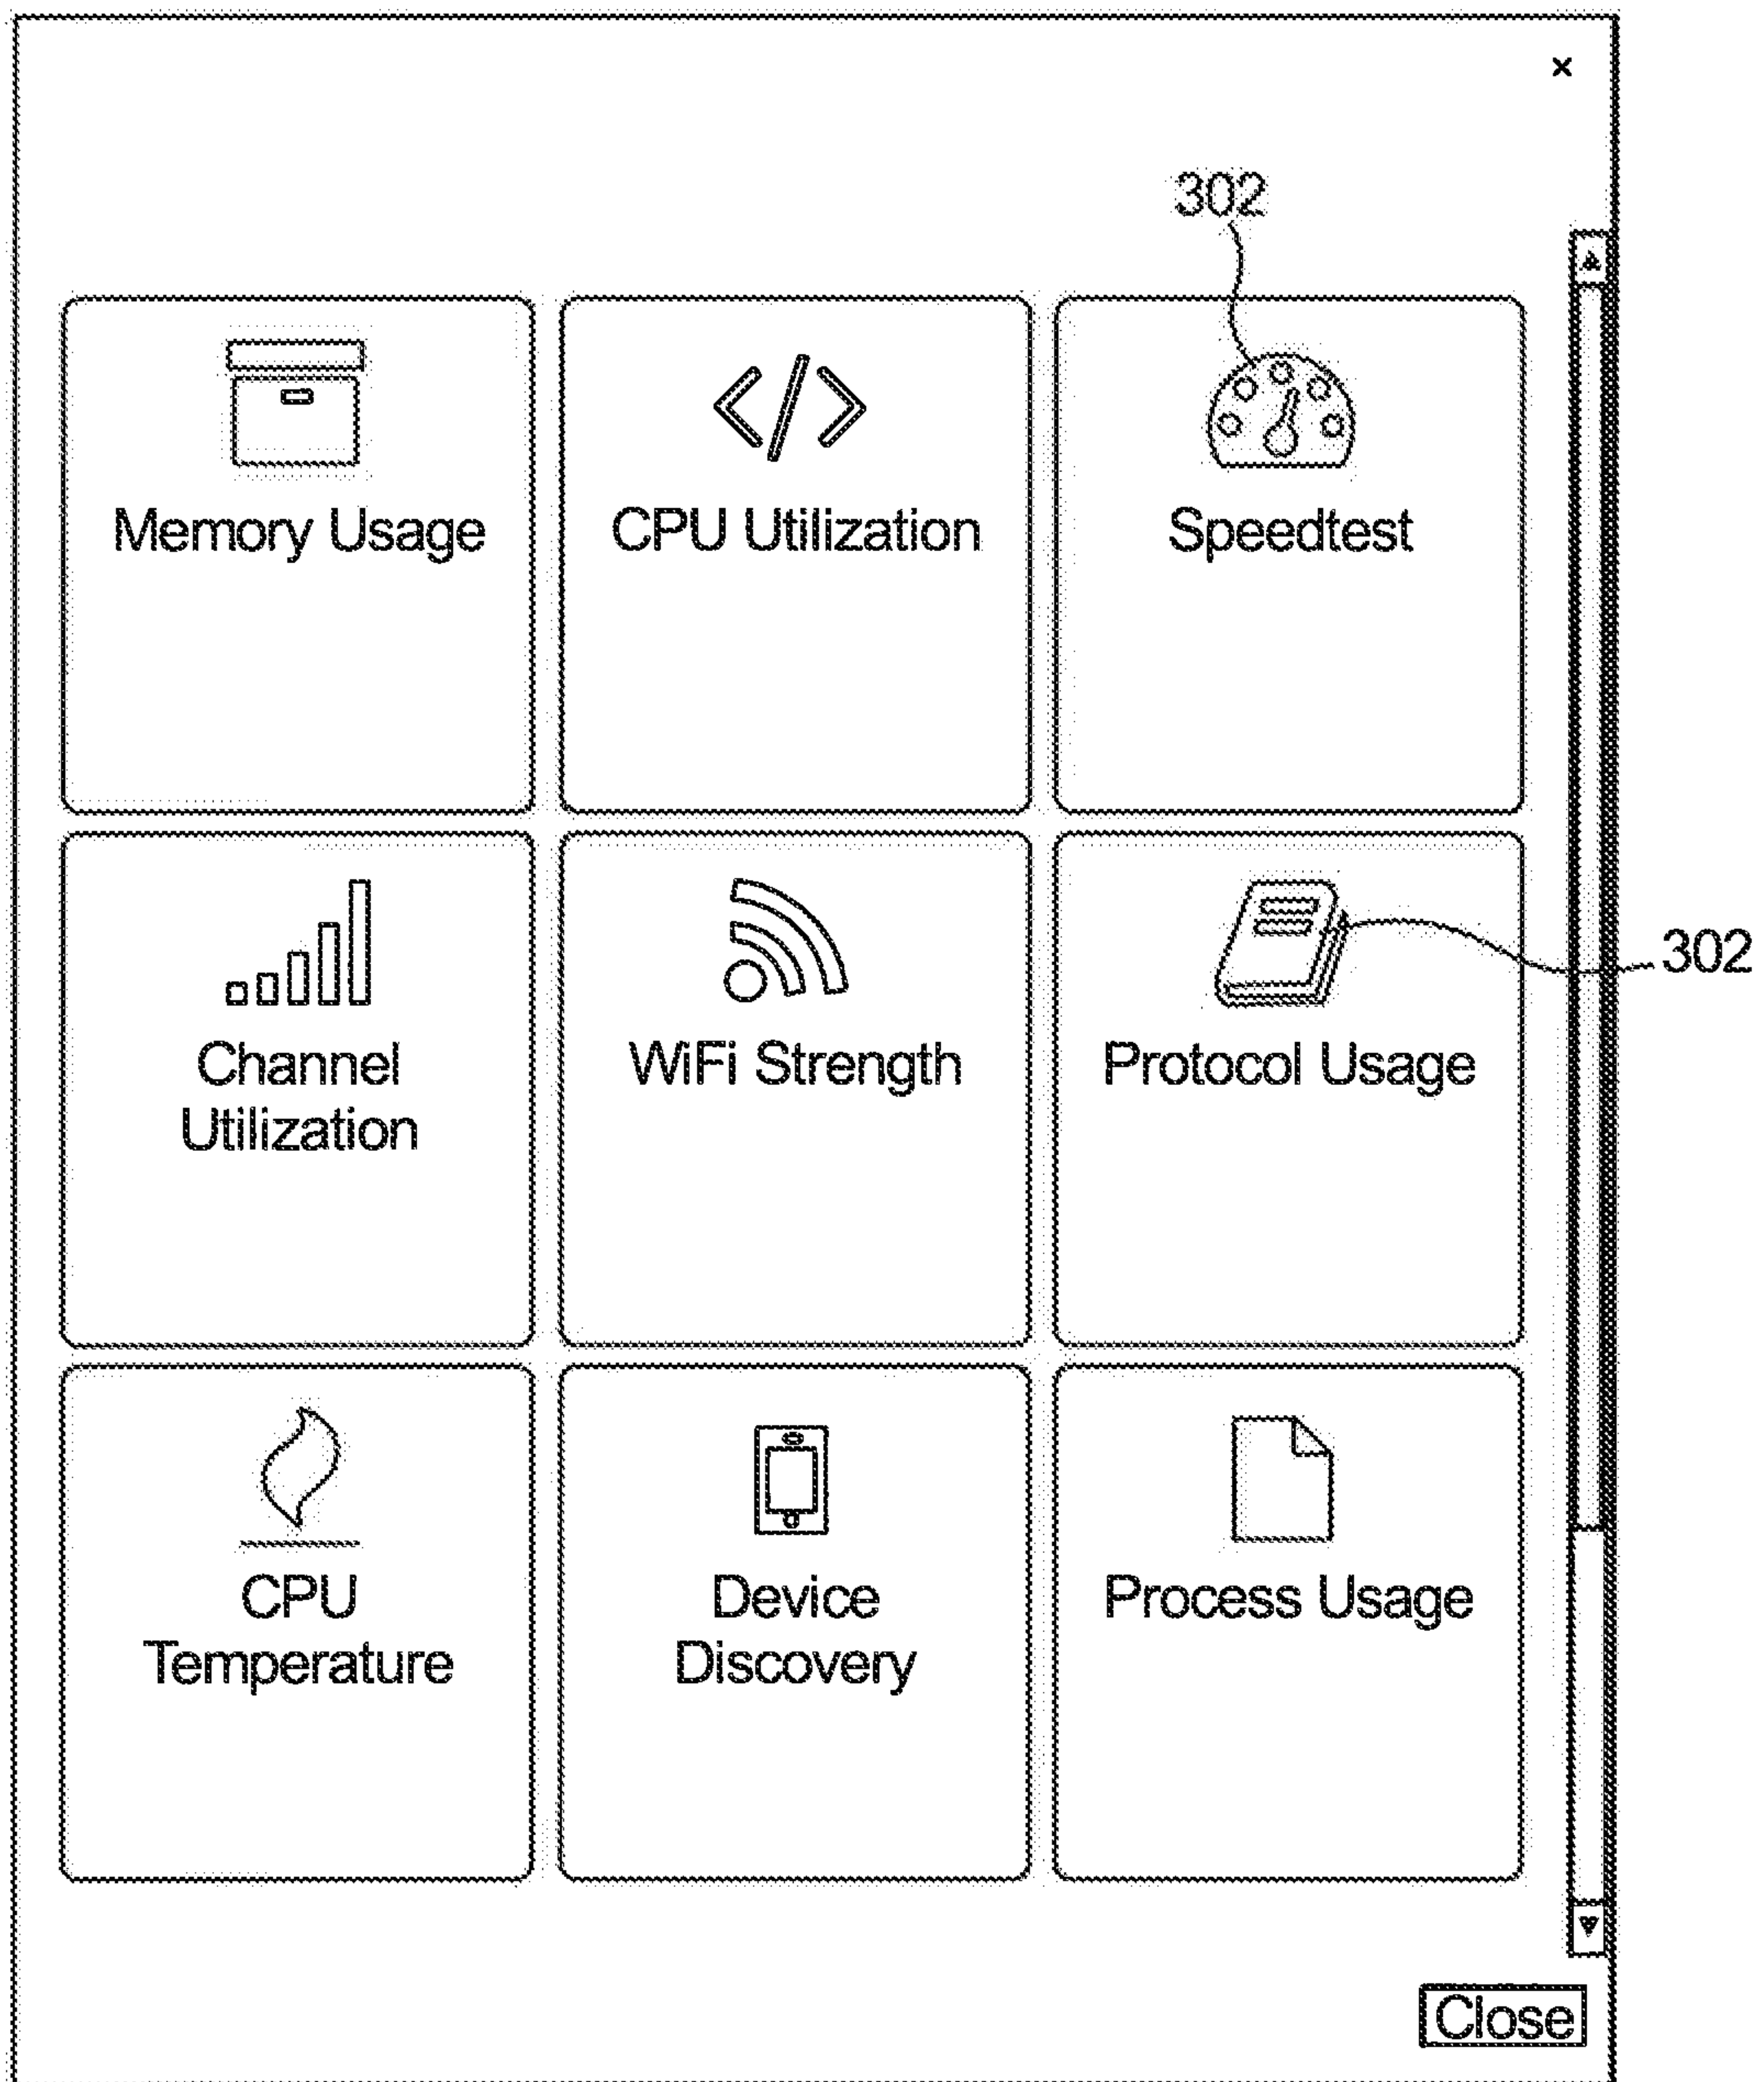 ×
302
Memory Usage
CPU Utilization
Speedtest
Channel
Utilization
WiFi Strength
Protocol Usage
302
CPU
Temperature
Device
Discovery
Process Usage
Close